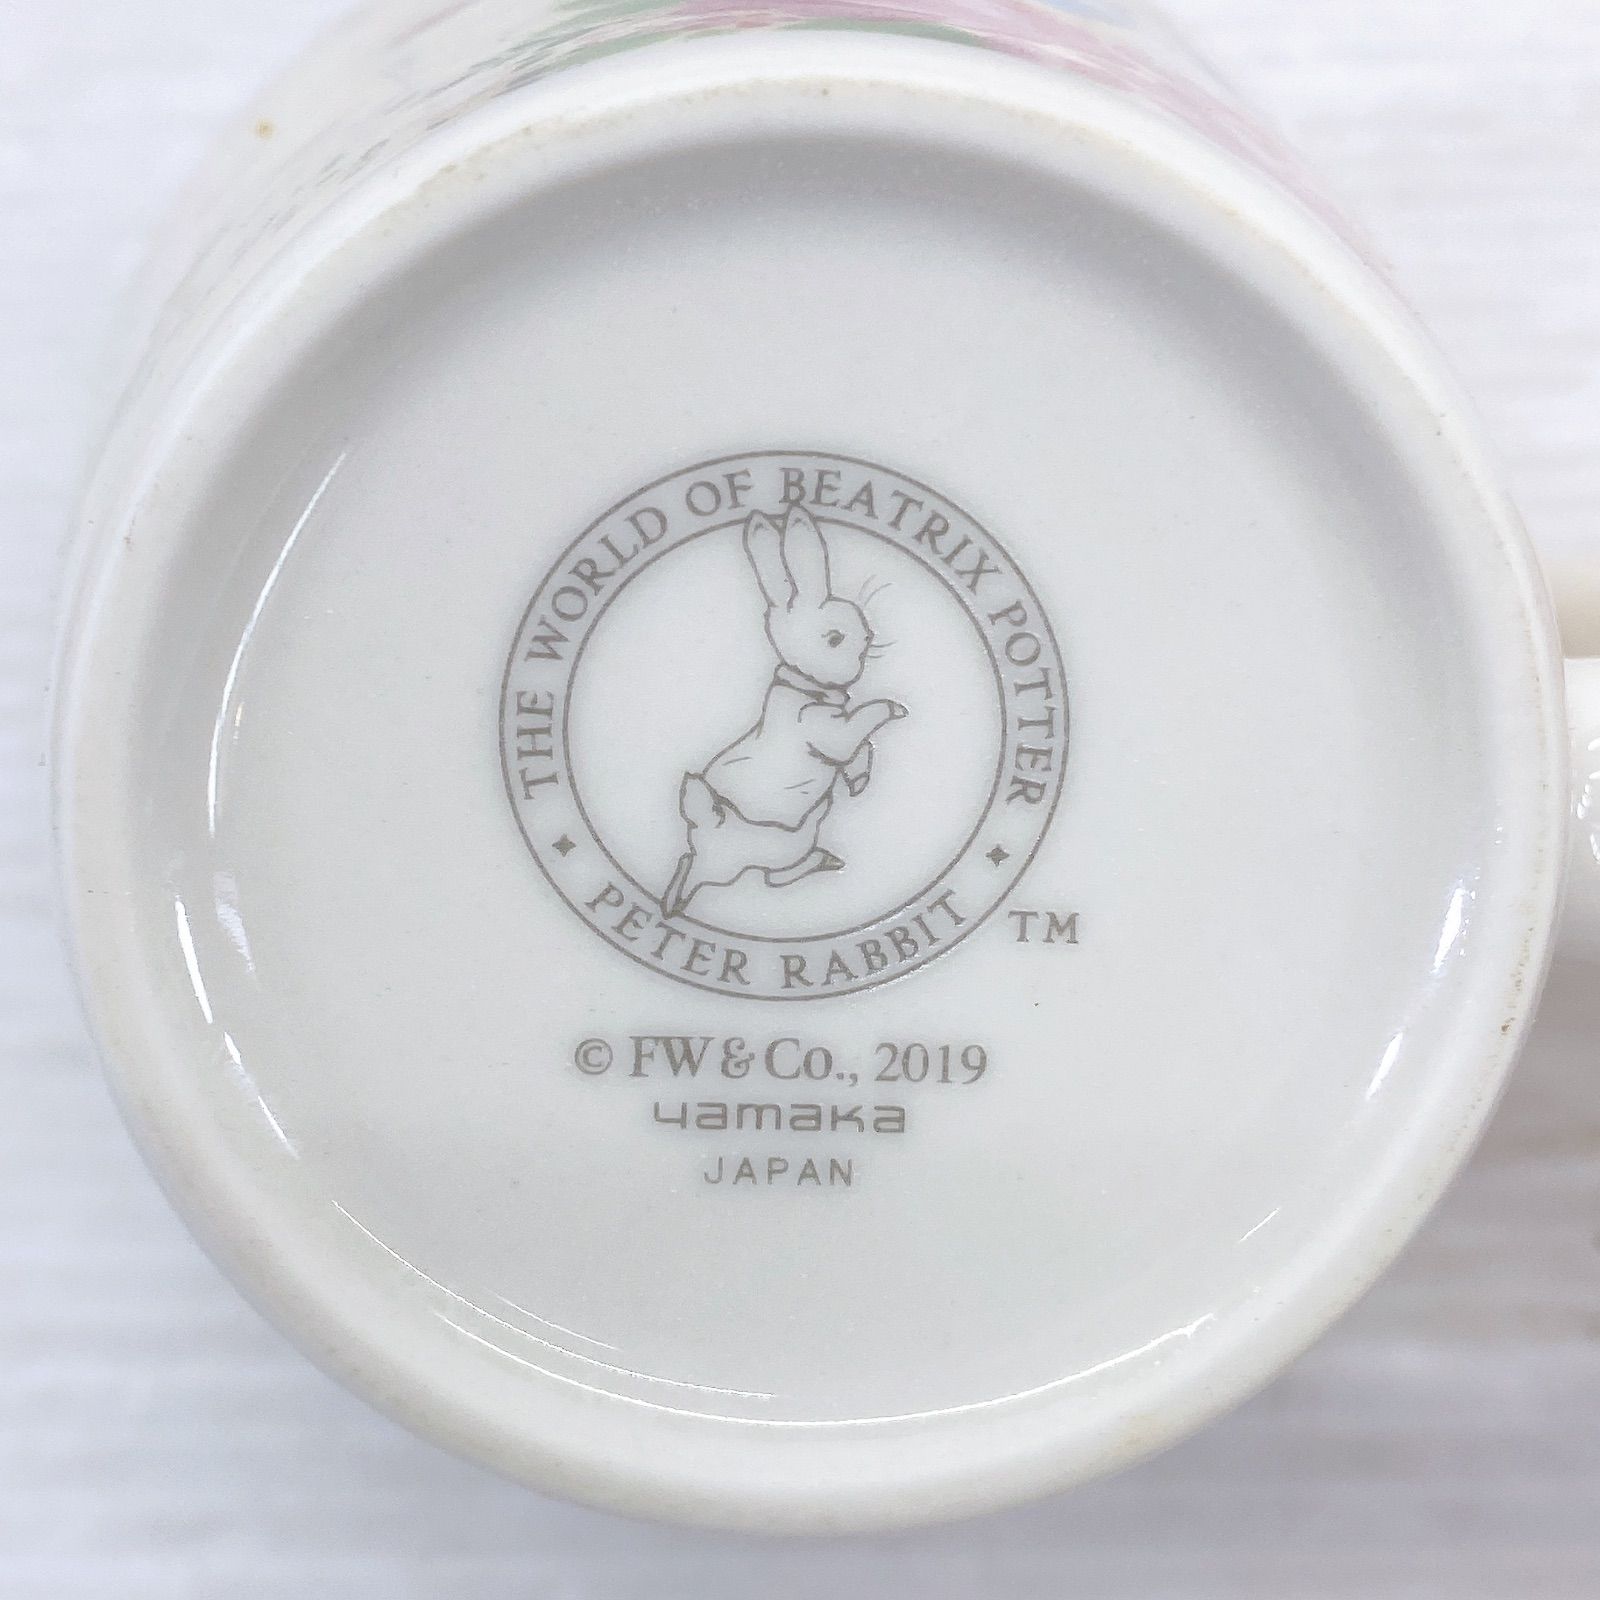 THE WORLD OF BEATRIX POTTER
PETER RABBIT
TM
© FW & Co., 2019
yamaka
JAPAN